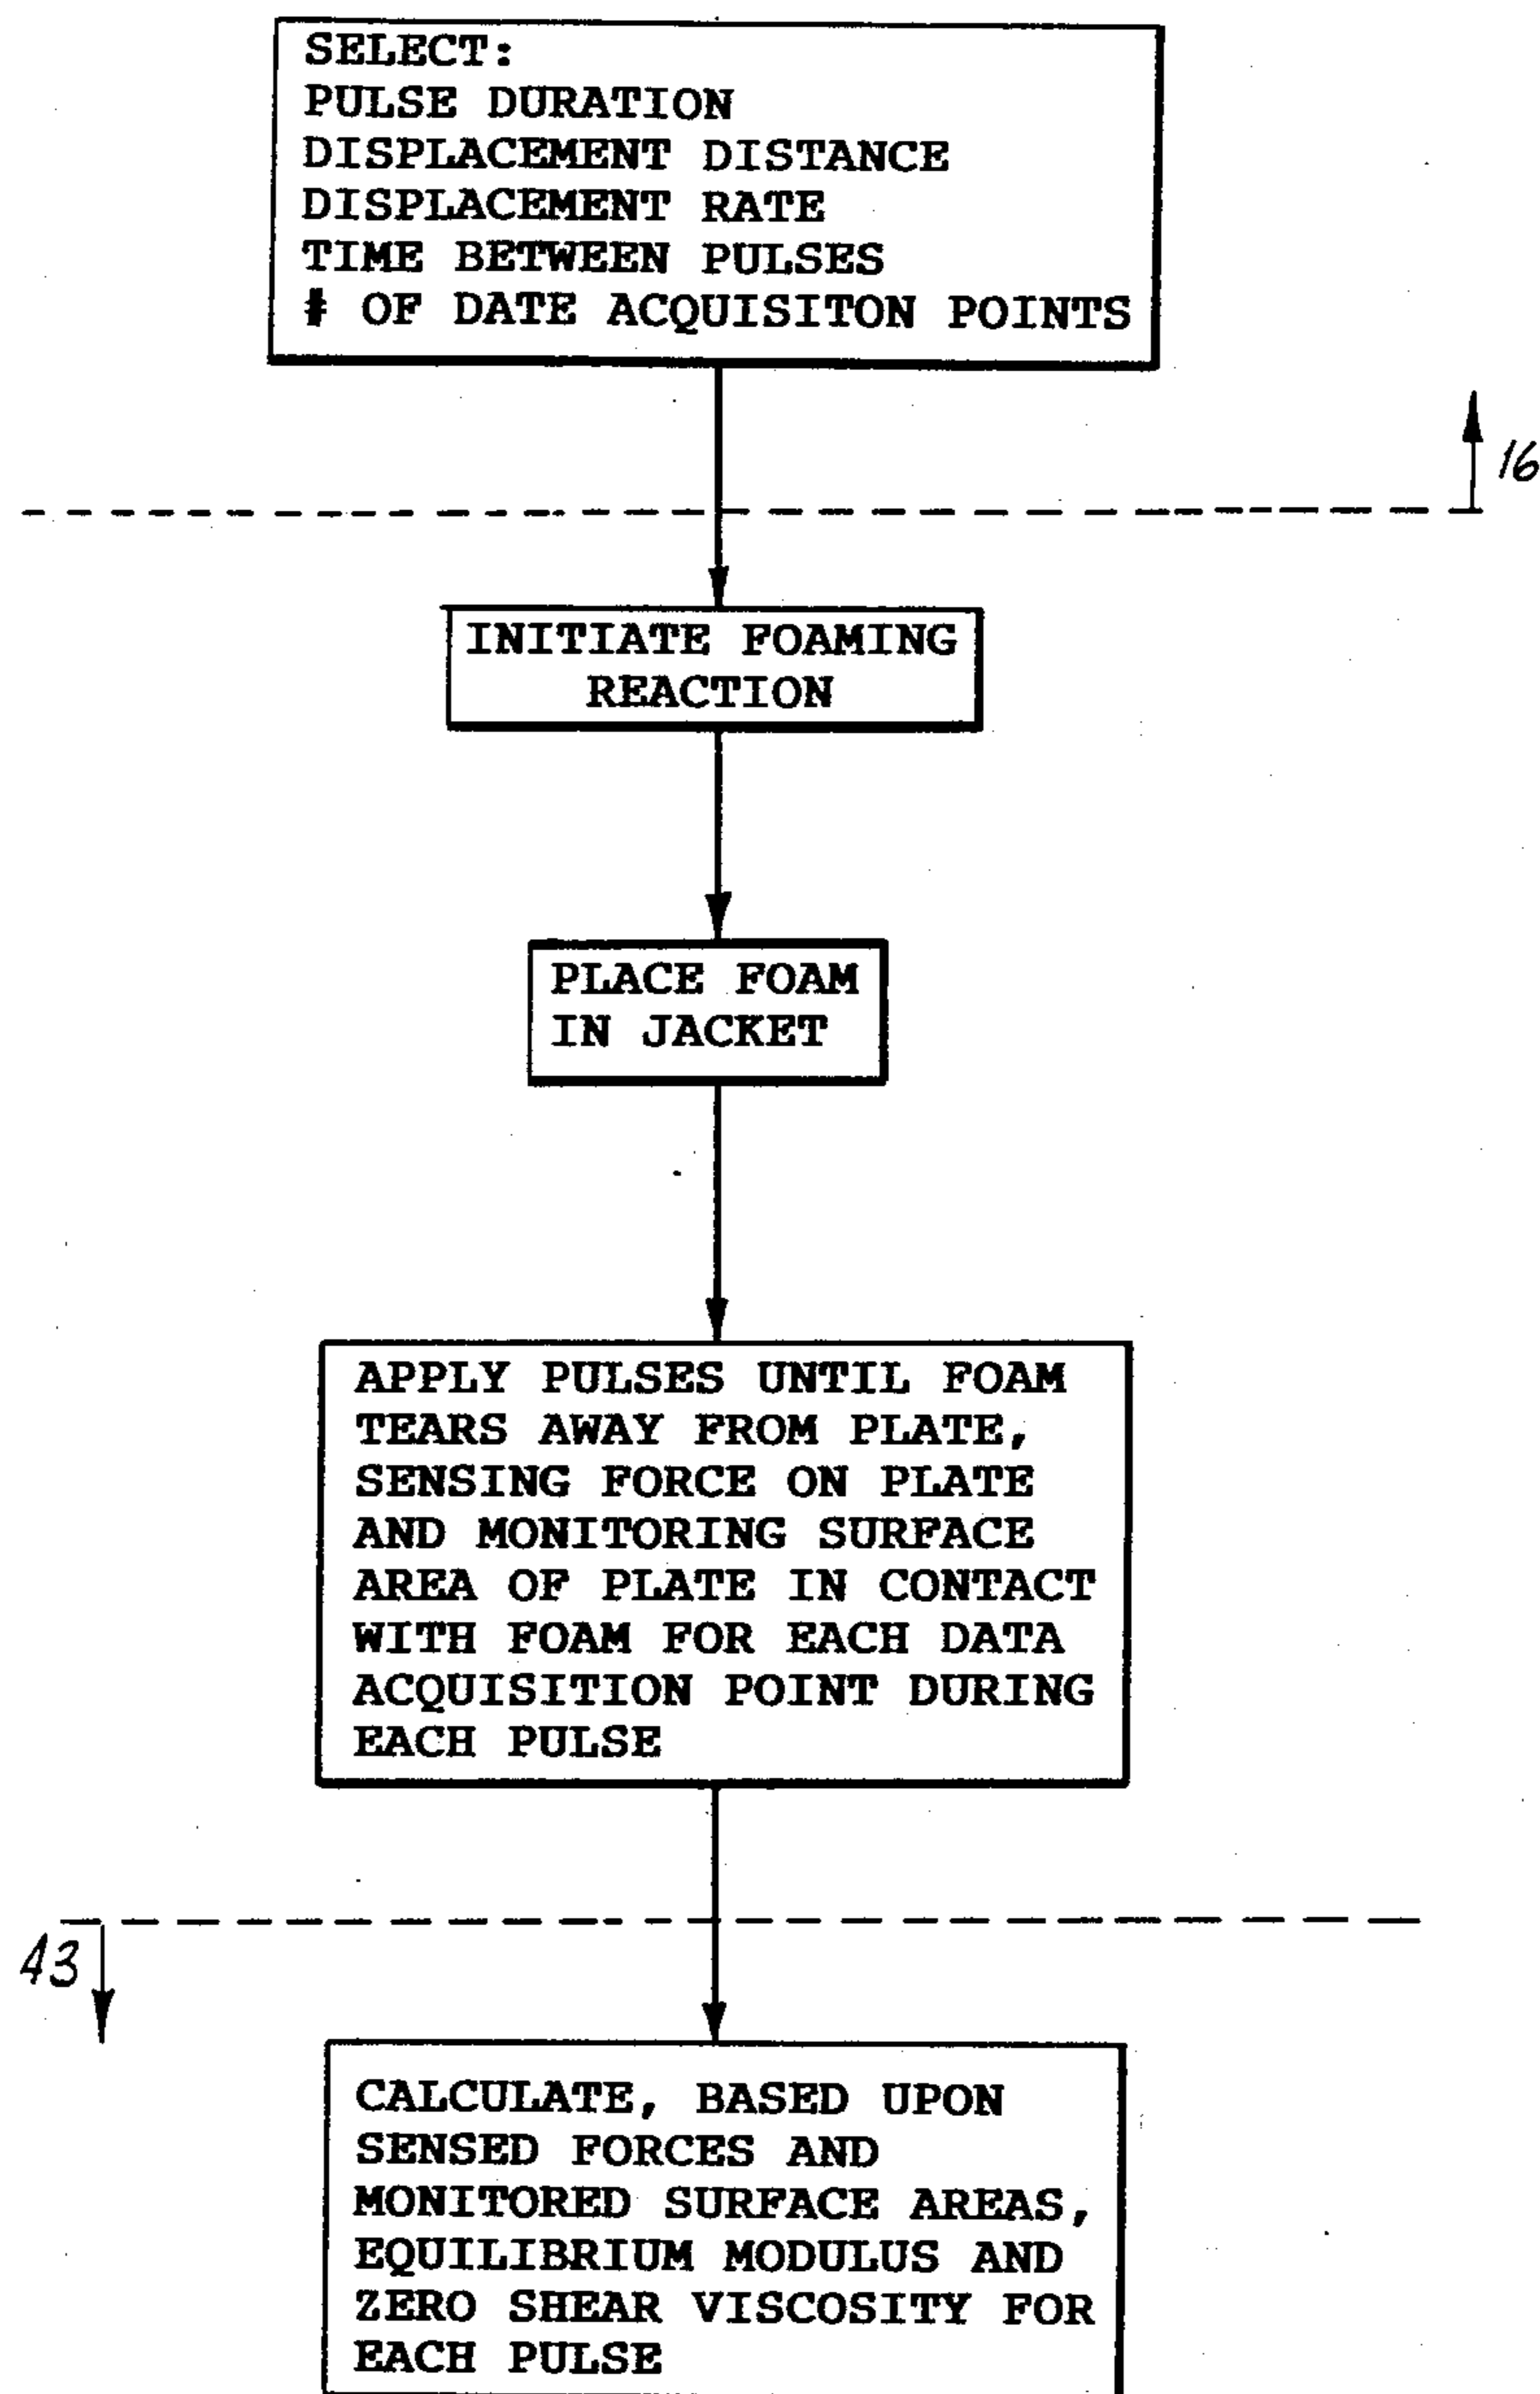 SELECT:
PULSE DURATION
DISPLACEMENT DISTANCE
DISPLACEMENT RATE
TIME BETWEEN PULSES
# OF DATE ACQUISITON POINTS
16
INITIATE FOAMING
REACTION
PLACE FOAM
IN JACKET
APPLY PULSES UNTIL FOAM
TEARS AWAY FROM PLATE,
SENSING FORCE ON PLATE
AND MONITORING SURFACE
AREA OF PLATE IN CONTACT
WITH FOAM FOR EACH DATA
ACQUISITION POINT DURING
EACH PULSE
43
CALCULATE, BASED UPON
SENSED FORCES AND
MONITORED SURFACE AREAS,
EQUILIBRIUM MODULUS AND
ZERO SHEAR VISCOSITY FOR
EACH PULSE